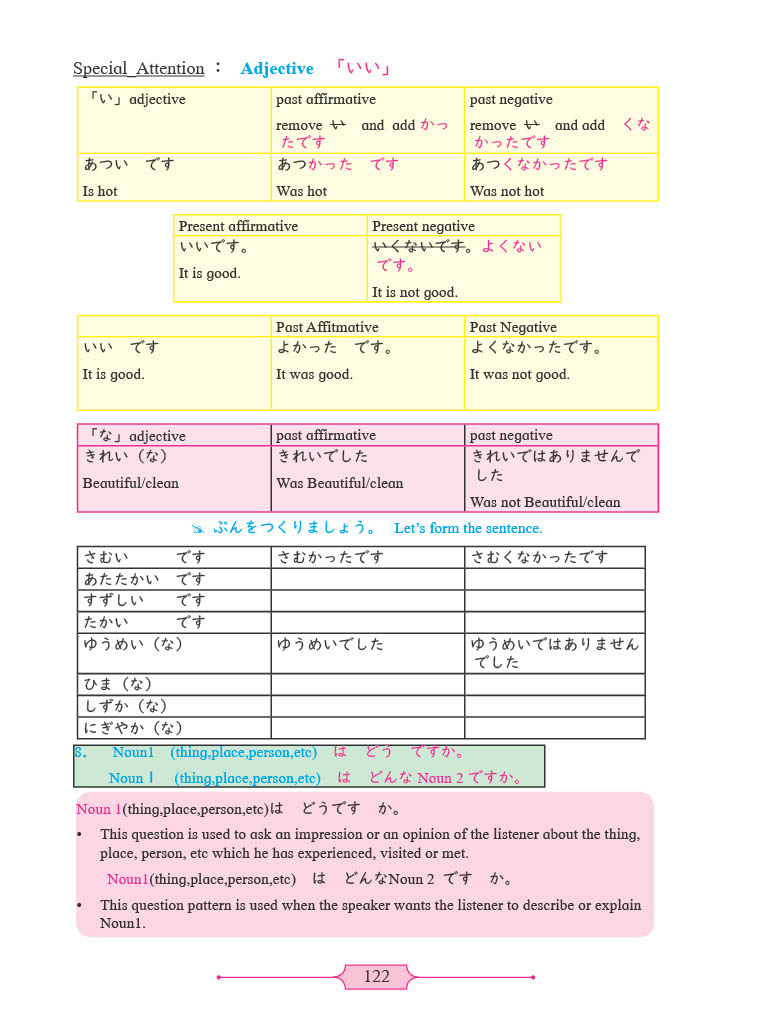 Special_Attention : Adjective 「いい」
「い」adjective past affirmative past negative
remove い and add かっ remove い and add くな
たです かったです
あつい です あつかった です あつくなかったです
Is hot Was hot Was not hot
Present affirmative Present negative
いいです。 いくないです。よくない
です。
It is good.
It is not good.
Past Affitmative Past Negative
いい です よかった です。 よくなかったです。
It is good. It was good. It was not good.
「な」adjective past affirmative past negative
きれい（な） きれいでした きれいではありませんで
した
Beautiful/clean Was Beautiful/clean
Was not Beautiful/clean
ぶんをつくりましょう。 Let's form the sentence.
さむい です さむかったです さむくなかったです
あたたかい です
すずしい です
たかい です
ゆうめい（な） ゆうめいでした ゆうめいではありません
でした
ひま（な）
しずか（な）
にぎやか（な）
8. Noun1 (thing,place,person,etc) は どう ですか。
Noun 1 (thing,place,person,etc) は どんな Noun 2 ですか。
Noun 1(thing,place,person,etc)は どうです か。
• This question is used to ask an impression or an opinion of the listener about the thing,
place, person, etc which he has experienced, visited or met.
Noun1(thing,place,person,etc) は どんなNoun 2 です か。
• This question pattern is used when the speaker wants the listener to describe or explain
Noun1.
122